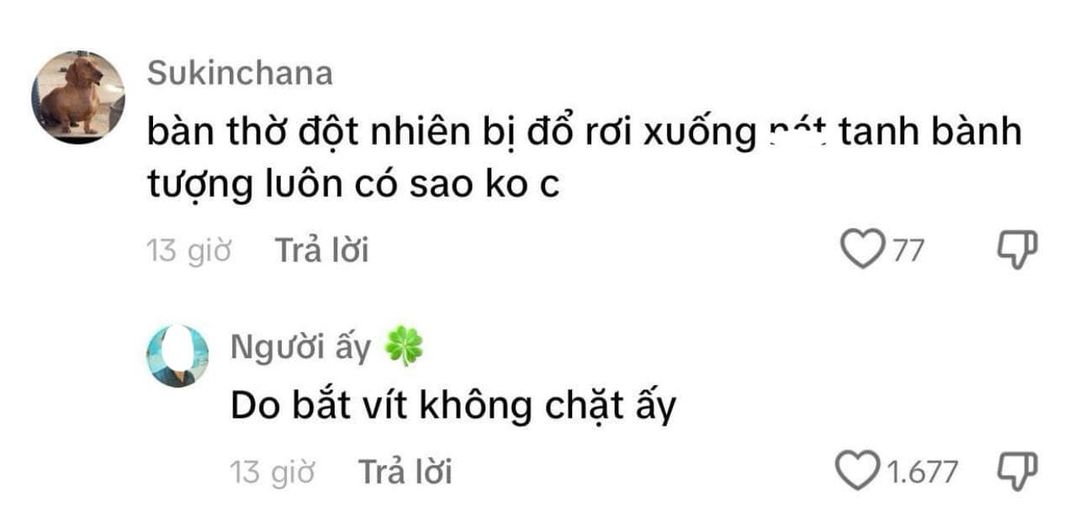 Sukinchana
bàn thờ đột nhiên bị đổ rơi xuống tanh bành
tượng luôn có sao ko c
13 giờ Trả lời 77
Người ấy 🍀
Do bắt vít không chặt ấy
13 giờ Trả lời 1.677